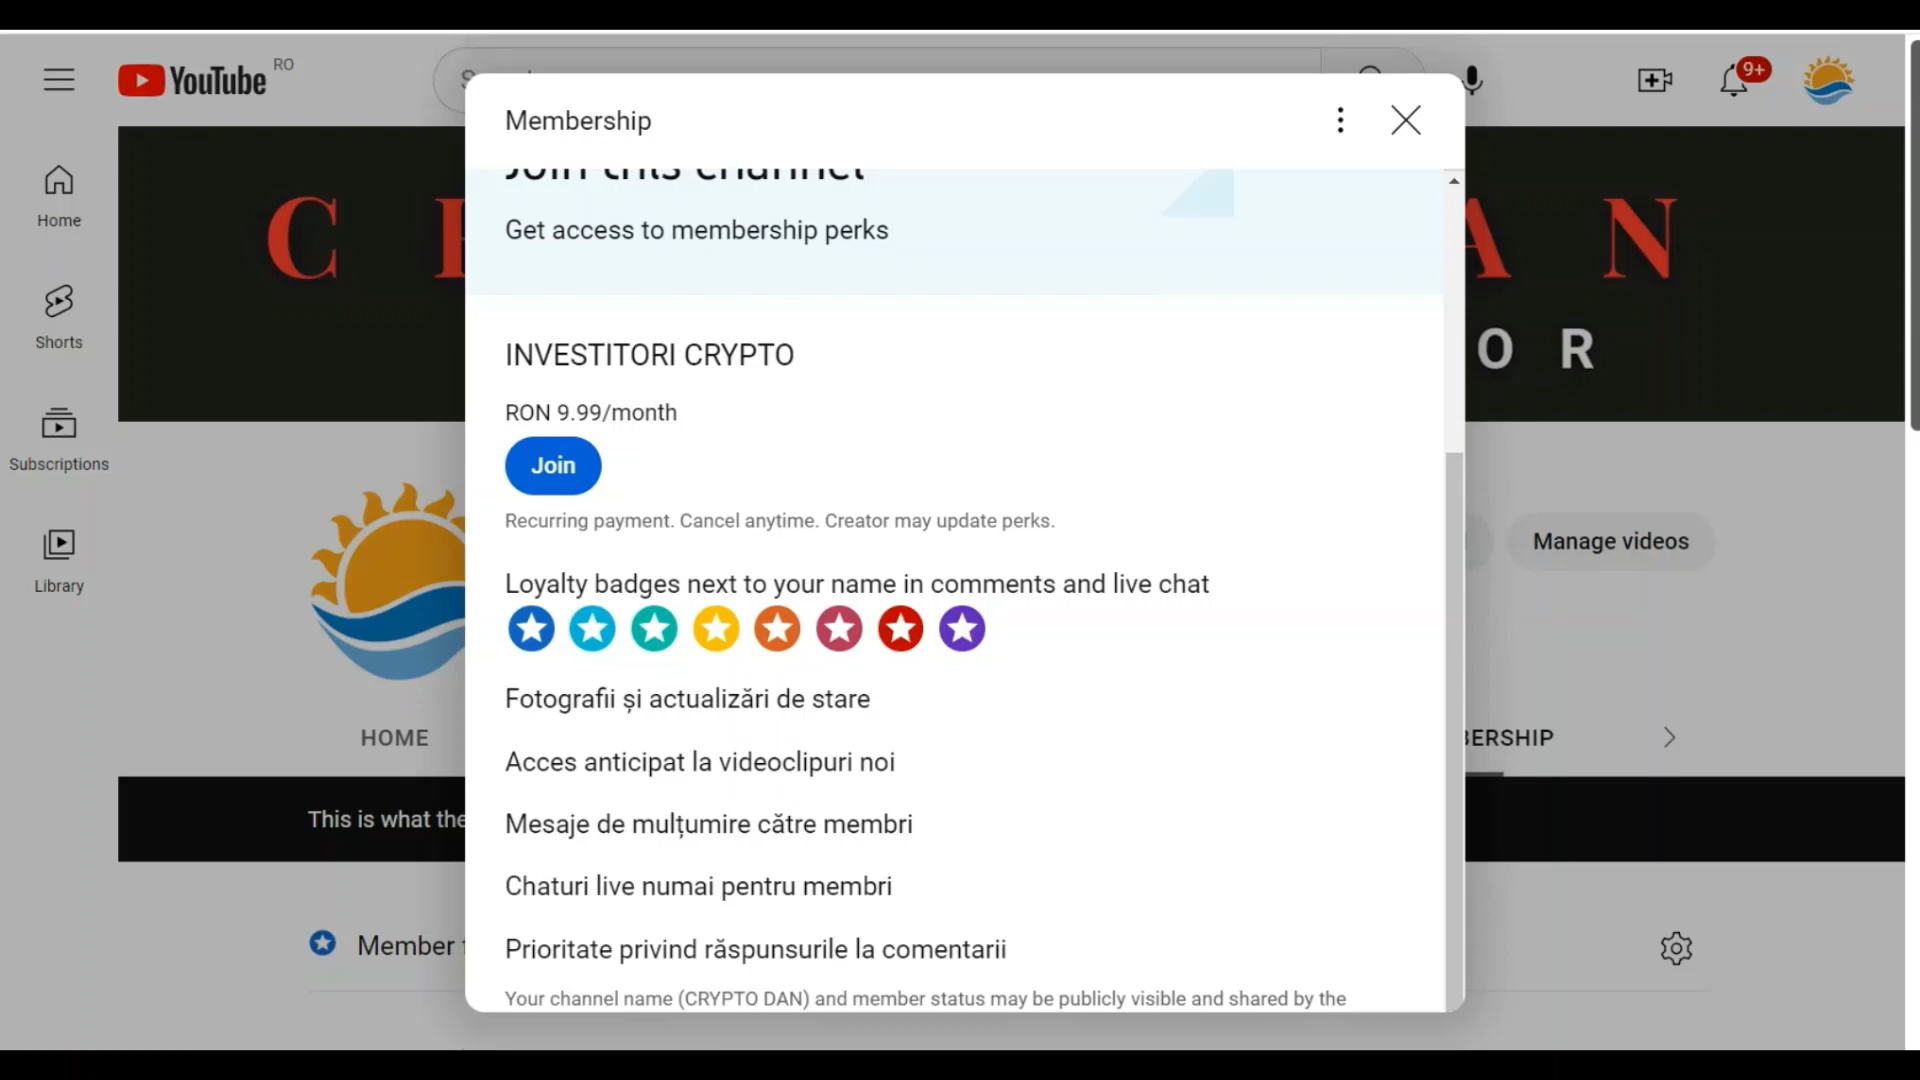 YouTube RO
9+
Membership
Join this channel
Get access to membership perks
Home
Shorts
Subscriptions
Library
C
A N
O R
INVESTITORI CRYPTO
RON 9.99/month
Join
Recurring payment. Cancel anytime. Creator may update perks.
Manage videos
Loyalty badges next to your name in comments and live chat
Fotografii și actualizări de stare
HOME
Acces anticipat la videoclipuri noi
This is what the
Mesaje de mulțumire către membri
Chaturi live numai pentru membri
Member
Prioritate privind răspunsurile la comentarii
Your channel name (CRYPTO DAN) and member status may be publicly visible and shared by the